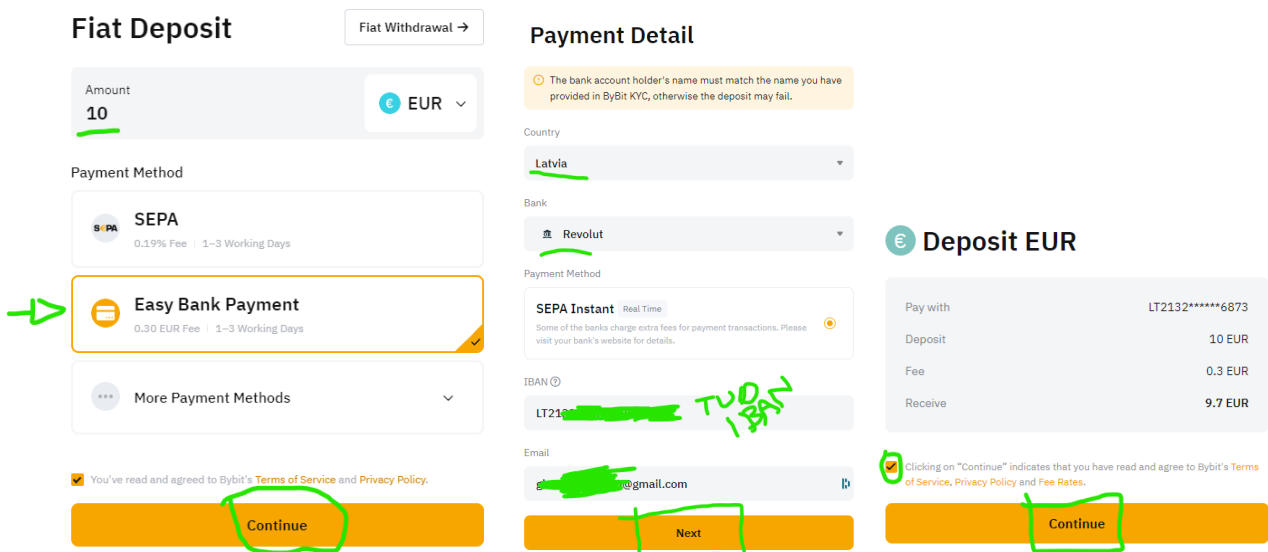 Fiat Deposit
Fiat Withdrawal →
Amount
10
€ EUR
Payment Method
SEPA
SEPA
0.19% Fee | 1–3 Working Days
Easy Bank Payment
0.30 EUR Fee | 1–3 Working Days
More Payment Methods
You've read and agreed to Bybit's Terms of Service and Privacy Policy.
Continue
Payment Detail
The bank account holder's name must match the name you have
provided in ByBit KYC, otherwise the deposit may fail.
Country
Latvia
Bank
Revolut
Payment Method
SEPA Instant Real Time
Some of the banks charge extra fees for payment transactions. Please
visit your bank's website for details.
IBAN
LT213
IBAN
Email
@gmail.com
Next
€ Deposit EUR
Pay with LT2132******6873
Deposit 10 EUR
Fee 0.3 EUR
Receive 9.7 EUR
Clicking on "Continue" indicates that you have read and agree to Bybit's Terms
of Service, Privacy Policy and Fee Rates.
Continue